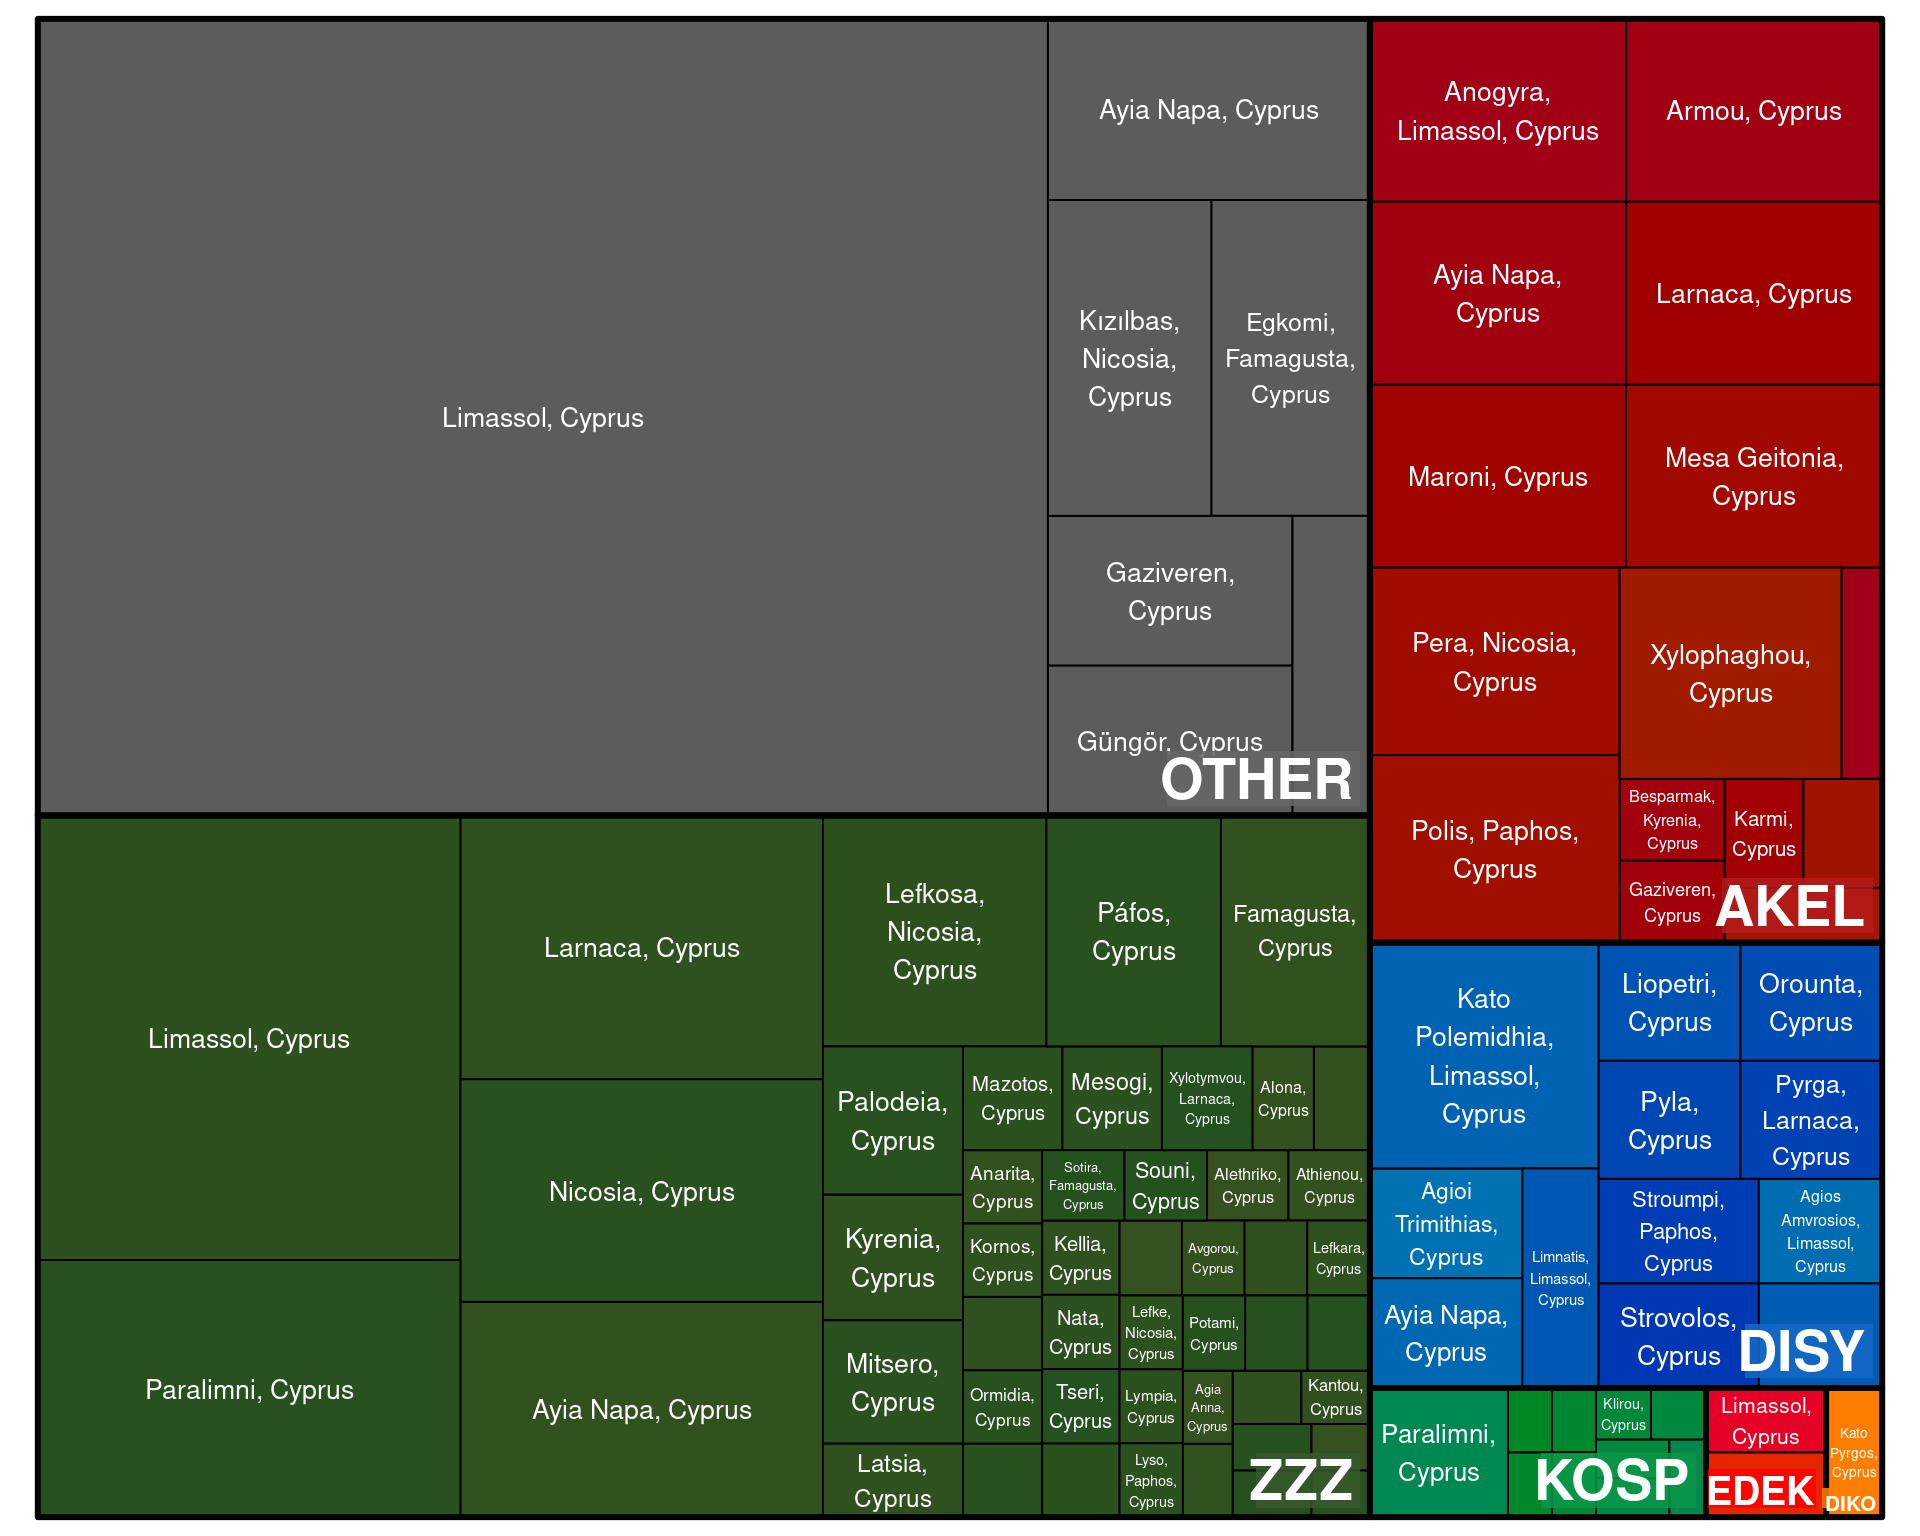 Limassol, Cyprus
Ayia Napa, Cyprus
Kızılbas,
Nicosia,
Cyprus
Egkomi,
Famagusta,
Cyprus
Gaziveren,
Cyprus
Güngör, Cyprus
OTHER
Anogyra,
Limassol, Cyprus
Armou, Cyprus
Ayia Napa,
Cyprus
Larnaca, Cyprus
Maroni, Cyprus
Mesa Geitonia,
Cyprus
Pera, Nicosia,
Cyprus
Xylophaghou,
Cyprus
Polis, Paphos,
Cyprus
Besparmak,
Kyrenia,
Cyprus
Karmi,
Cyprus
Gaziveren,
Cyprus
AKEL
Limassol, Cyprus
Paralimni, Cyprus
Larnaca, Cyprus
Nicosia, Cyprus
Ayia Napa, Cyprus
Lefkosa,
Nicosia,
Cyprus
Páfos,
Cyprus
Famagusta,
Cyprus
Palodeia,
Cyprus
Kyrenia,
Cyprus
Mitsero,
Cyprus
Latsia,
Cyprus
Mazotos,
Cyprus
Mesogi,
Cyprus
Xylotymvou,
Larnaca,
Cyprus
Alona,
Cyprus
Anarita,
Cyprus
Sotira,
Famagusta,
Cyprus
Souni,
Cyprus
Alethriko,
Cyprus
Athienou,
Cyprus
Kornos,
Cyprus
Kellia,
Cyprus
Avgorou,
Cyprus
Lefkara,
Cyprus
Nata,
Cyprus
Lefke,
Nicosia,
Cyprus
Potami,
Cyprus
Ormidia,
Cyprus
Tseri,
Cyprus
Lympia,
Cyprus
Agia
Anna,
Cyprus
Kantou,
Cyprus
Lyso,
Paphos,
Cyprus
ZZZ
Kato
Polemidhia,
Limassol,
Cyprus
Liopetri,
Cyprus
Orounta,
Cyprus
Pyla,
Cyprus
Pyrga,
Larnaca,
Cyprus
Agioi
Trimithias,
Cyprus
Limnatis,
Limassol,
Cyprus
Stroumpi,
Paphos,
Cyprus
Agios
Amvrosios,
Limassol,
Cyprus
Ayia Napa,
Cyprus
Strovolos,
Cyprus
DISY
Paralimni,
Cyprus
Klirou,
Cyprus
KOSP
Limassol,
Cyprus
EDEK
Kato
Pyrgos,
Cyprus
DIKO